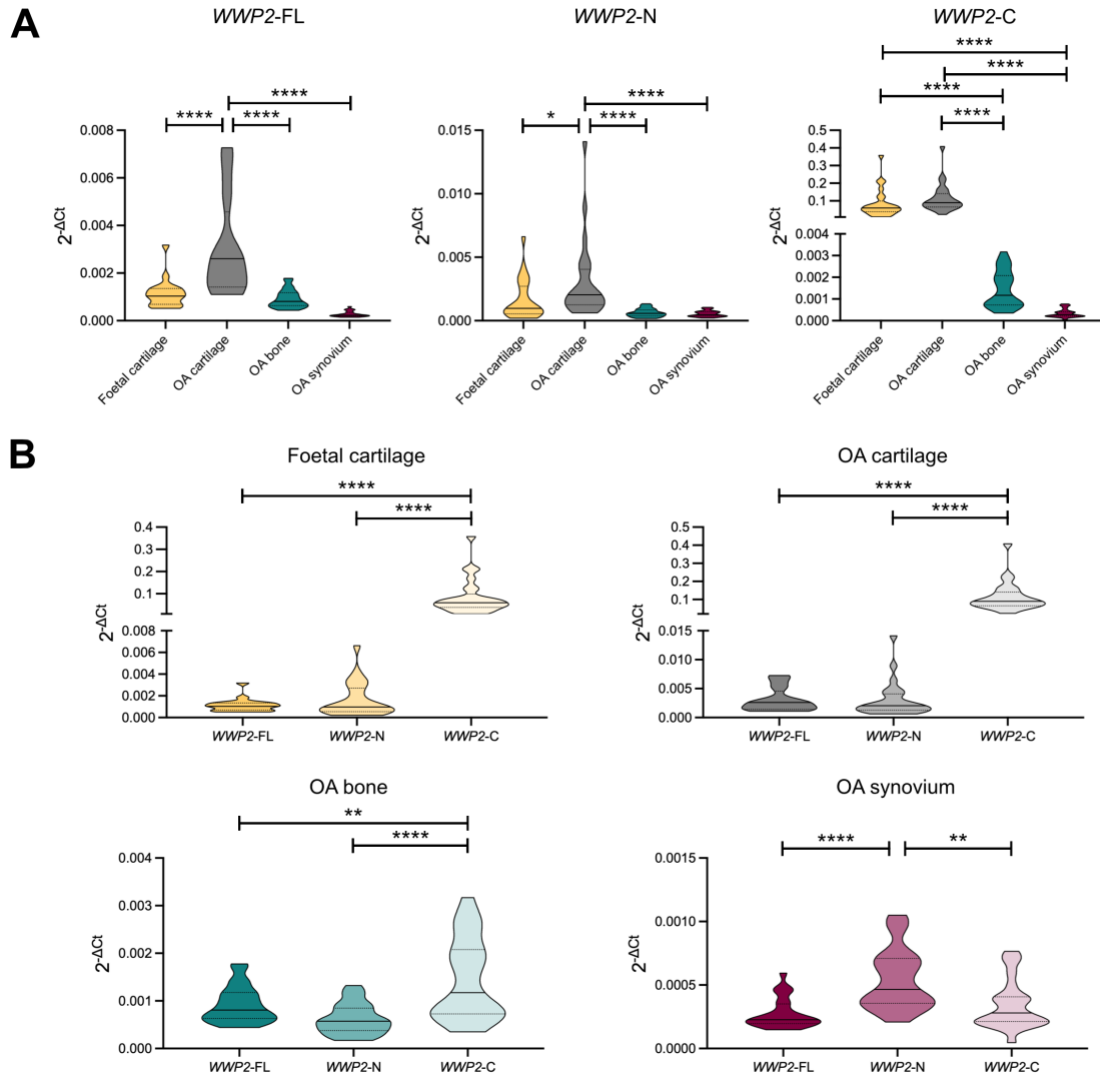 A
WWP2-FL
WWP2-N
WWP2-C
****
****
****
****
****
****
*
****
****
****
****
2-ΔCt
0.008
0.006
0.004
0.002
0.000
Foetal cartilage
OA cartilage
OA bone
OA synovium
2-ΔCt
0.015
0.010
0.005
0.000
Foetal cartilage
OA cartilage
OA bone
OA synovium
2-ΔCt
0.5
0.4
0.3
0.2
0.1
0.004
0.003
0.002
0.001
0.000
Foetal cartilage
OA cartilage
OA bone
OA synovium
B
Foetal cartilage
****
****
2-ΔCt
0.4
0.3
0.2
0.1
0.008
0.006
0.004
0.002
0.000
WWP2-FL
WWP2-N
WWP2-C
OA cartilage
****
****
2-ΔCt
0.5
0.4
0.3
0.2
0.1
0.015
0.010
0.005
0.000
WWP2-FL
WWP2-N
WWP2-C
OA bone
**
****
2-ΔCt
0.004
0.003
0.002
0.001
0.000
WWP2-FL
WWP2-N
WWP2-C
OA synovium
****
**
2-ΔCt
0.0015
0.0010
0.0005
0.0000
WWP2-FL
WWP2-N
WWP2-C